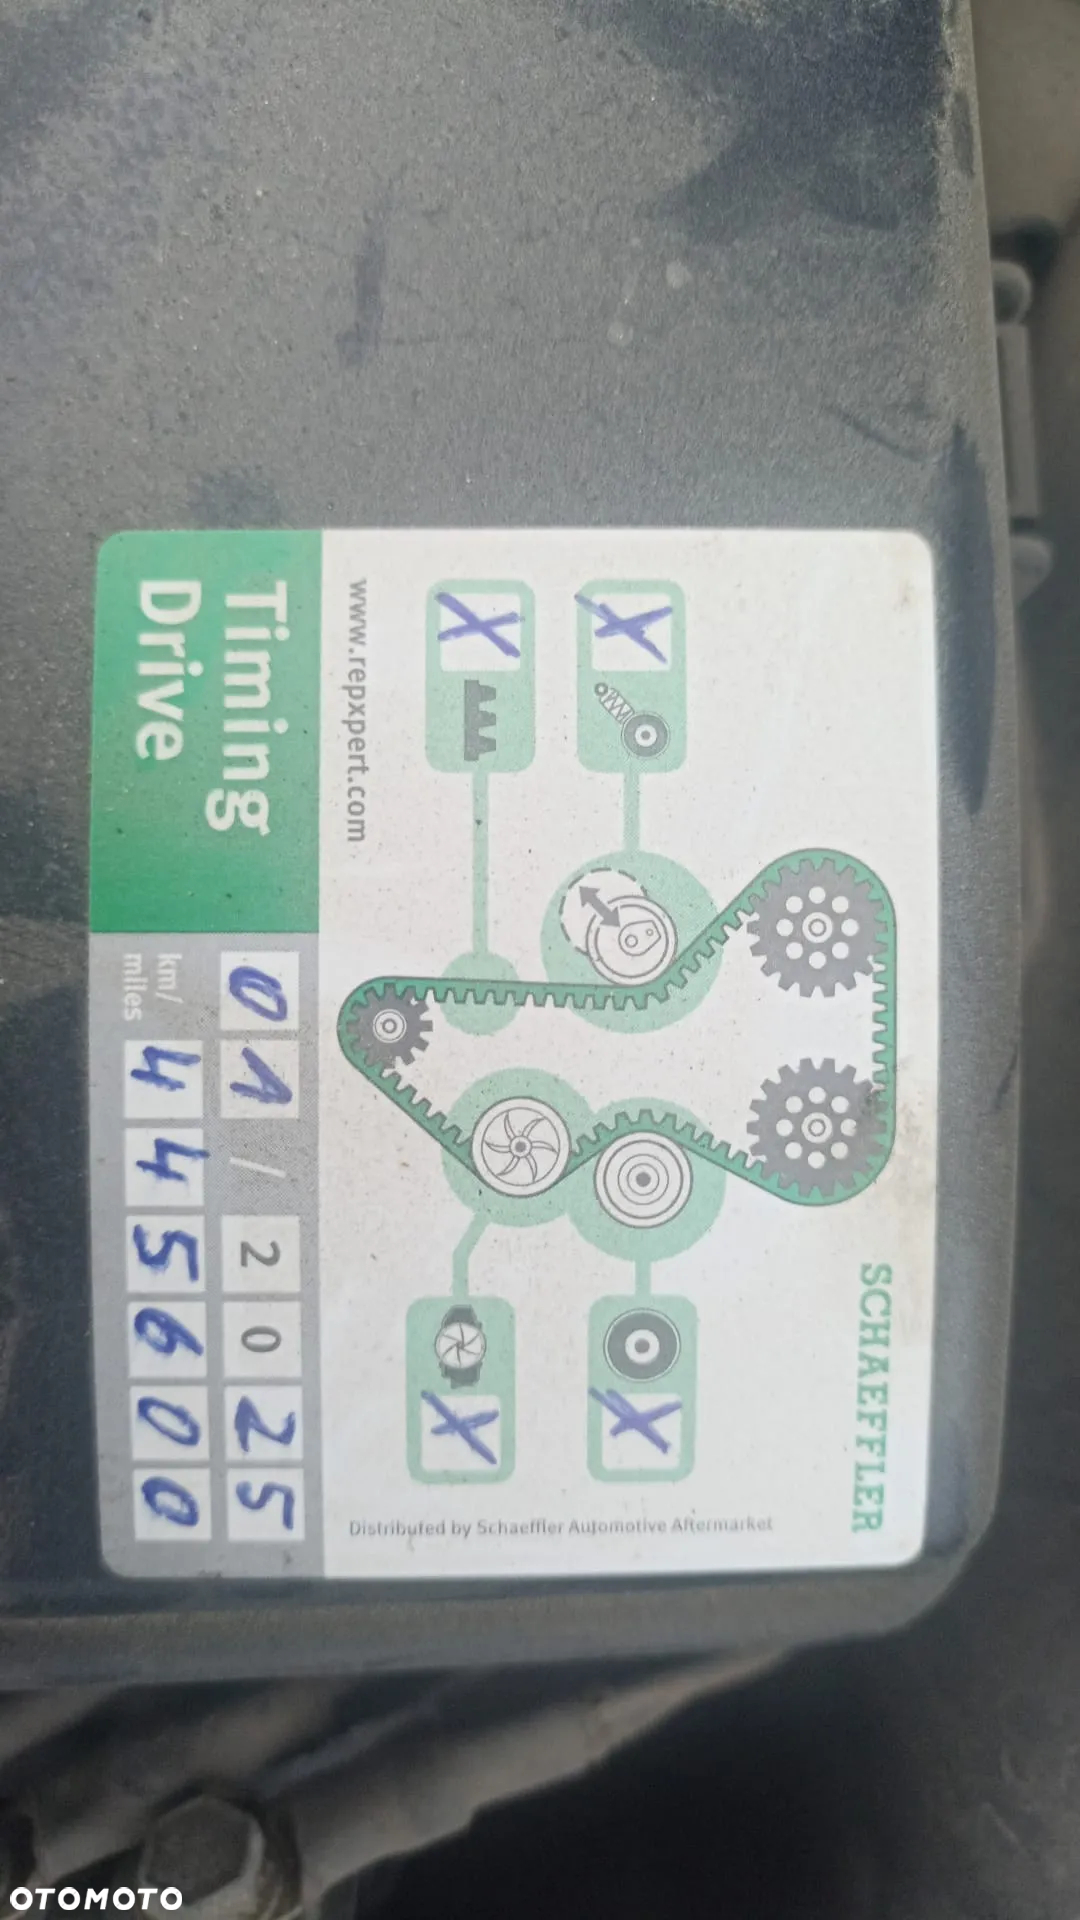 SCHAEFFLER
Distributed by Schaeffler Automotive Aftermarket
X
X
X
X
www.repxpert.com
Timing
Drive
01/2025
km/
miles
445600
OTOMOTO